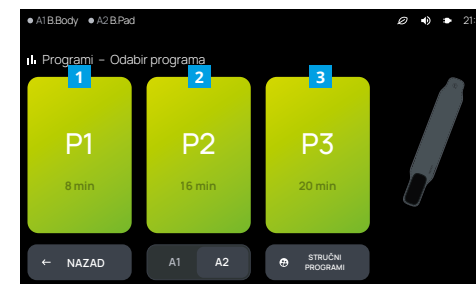 A1 B.Body A2 B.Pad 21:
Programi – Odabir programa
1 2 3
P1 P2 P3
8 min 16 min 20 min
← NAZAD A1 A2 STRUČNI
PROGRAMI